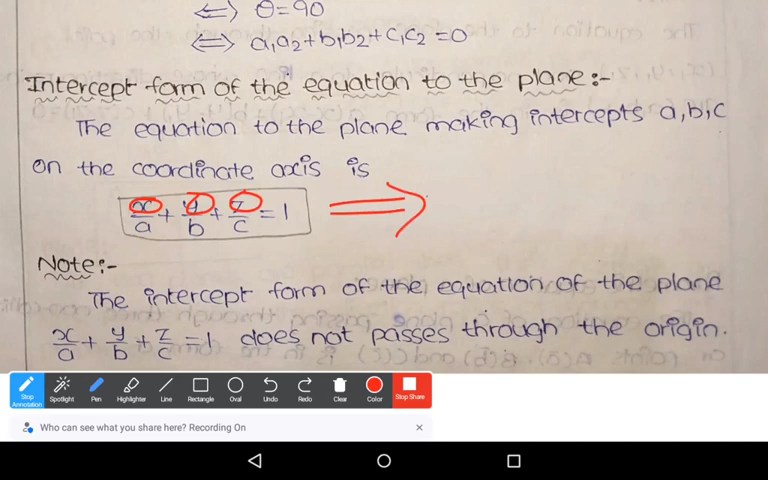 ⟺ θ=90
⟺ a₁a₂+b₁b₂+c₁c₂=0
Intercept form of the equation to the plane:-
The equation to the plane making intercepts a,b,c
on the coordinate axis is
x/a + y/b + z/c = 1
Note:-
The intercept form of the equation of the plane
x/a + y/b + z/c = 1 does not passes through the origin.
Stop Annotation Spotlight Pen Highlighter Line Rectangle Oval Undo Redo Clear Color Stop Share
Who can see what you share here? Recording On